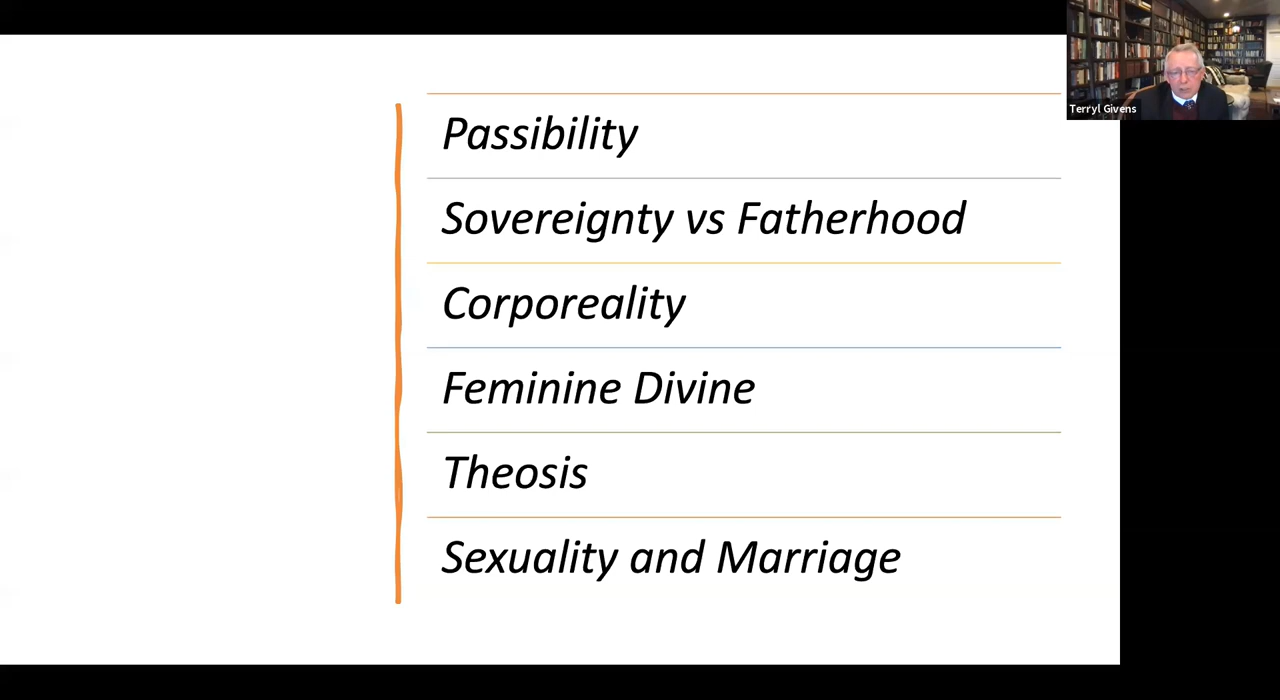 Terryl Givens
Passibility
Sovereignty vs Fatherhood
Corporeality
Feminine Divine
Theosis
Sexuality and Marriage